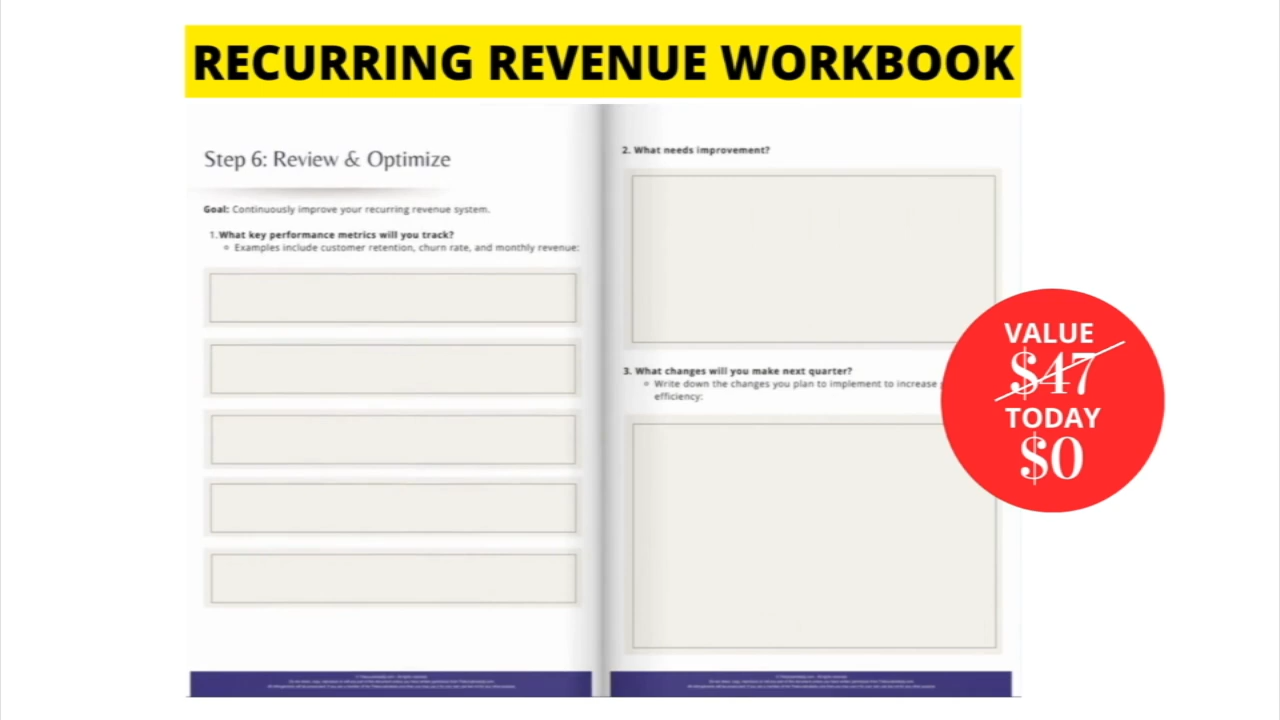 RECURRING REVENUE WORKBOOK
Step 6: Review & Optimize
Goal: Continuously improve your recurring revenue system.
1.What key performance metrics will you track?
Examples include customer retention, churn rate, and monthly revenue:
2. What needs improvement?
3. What changes will you make next quarter?
Write down the changes you plan to implement to increase
efficiency:
VALUE
$47
TODAY
$0